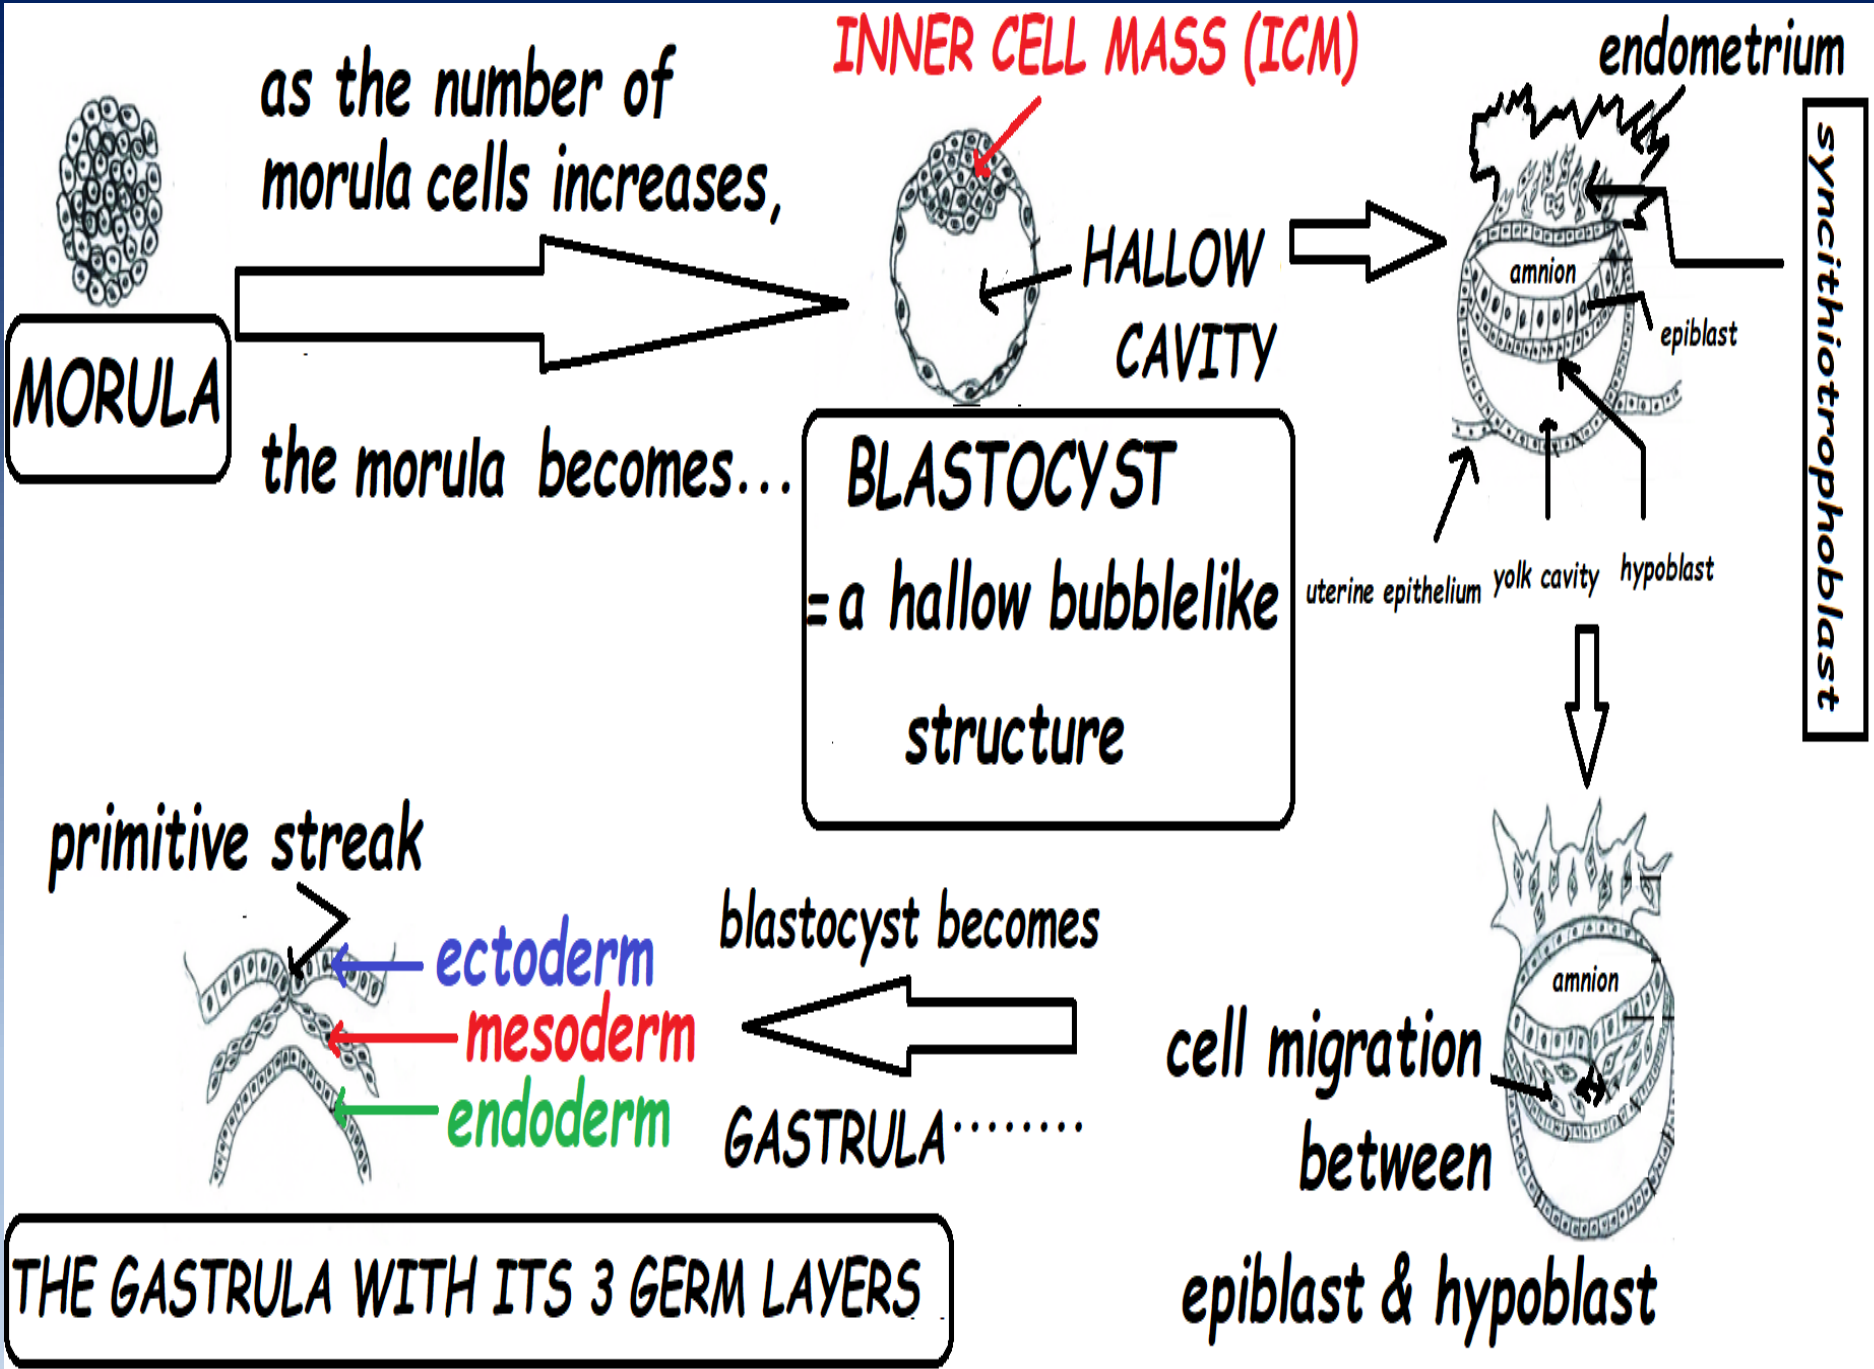 as the number of
morula cells increases,
MORULA
the morula becomes...
INNER CELL MASS (ICM)
HALLOW
CAVITY
BLASTOCYST
= a hallow bubblelike
structure
endometrium
amnion
epiblast
uterine epithelium
yolk cavity
hypoblast
syncithiotrophoblast
amnion
cell migration
between
epiblast & hypoblast
blastocyst becomes
GASTRULA........
primitive streak
ectoderm
mesoderm
endoderm
THE GASTRULA WITH ITS 3 GERM LAYERS